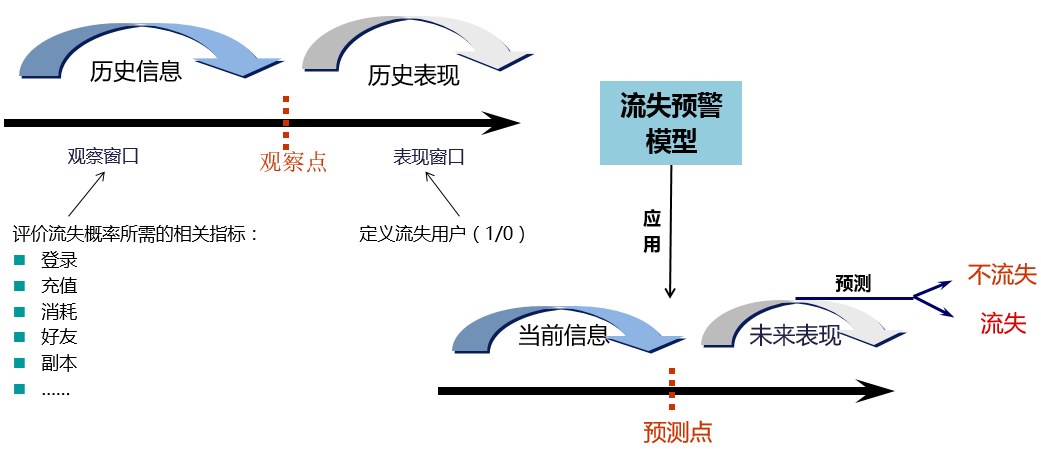 历史信息
历史表现
观察窗口
观察点
表现窗口
评价流失概率所需的相关指标：
登录
充值
消耗
好友
副本
……
定义流失用户（1/0）
流失预警
模型
应
用
预测
不流失
流失
当前信息
未来表现
预测点